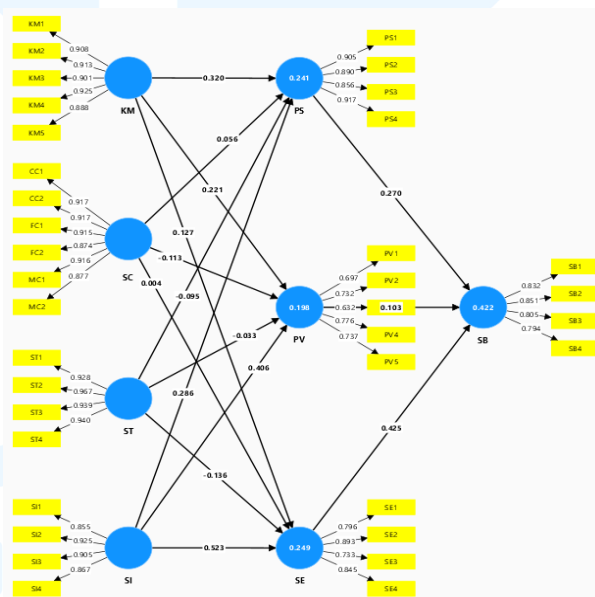 KM1
KM2
KM3
KM4
KM5
0.908
0.913
0.901
0.925
0.888
KM
0.320
0.241
PS
PS1
PS2
PS3
PS4
0.905
0.890
0.856
0.917
0.056
0.221
0.270
CC1
CC2
FC1
FC2
MC1
MC2
0.917
0.917
0.915
0.874
0.916
0.877
SC
0.127
-0.113
0.004
-0.095
PV1
PV2
PV4
PV5
0.697
0.732
0.632
0.776
0.737
0.198
PV
0.103
0.422
SB
SB1
SB2
SB3
SB4
0.832
0.851
0.805
0.794
-0.033
0.406
0.286
ST1
ST2
ST3
ST4
0.928
0.967
0.939
0.940
ST
-0.136
0.425
SI1
SI2
SI3
SI4
0.855
0.925
0.905
0.867
SI
0.523
0.249
SE
SE1
SE2
SE3
SE4
0.796
0.893
0.733
0.845